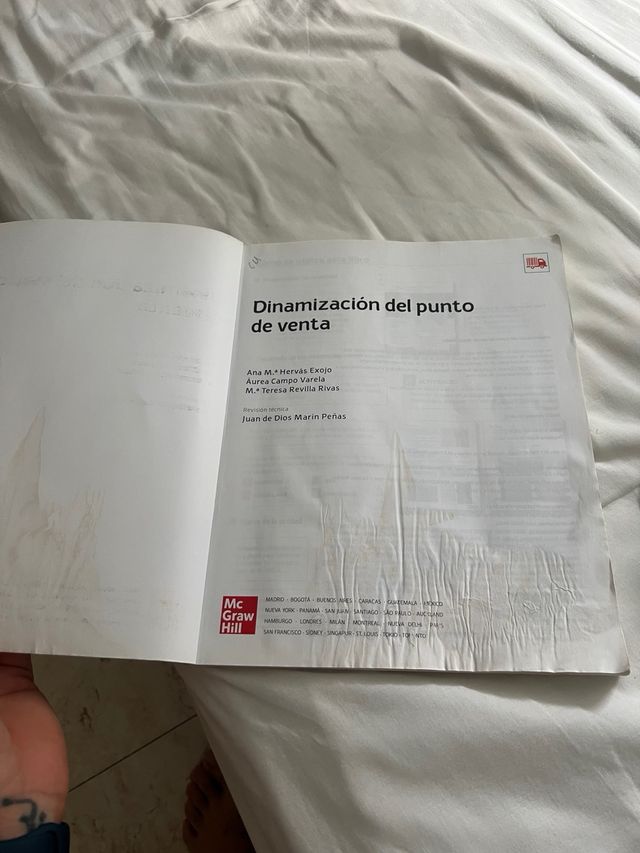 Dinamización del punto
de venta
Ana M.ª Hervás Exojo
Áurea Campo Varela
M.ª Teresa Revilla Rivas
Revisión técnica
Juan de Dios Marín Peñas
Mc
Graw
Hill
MADRID - BOGOTÁ - BUENOS AIRES - CARACAS - GUATEMALA - MÉXICO
NUEVA YORK - PANAMÁ - SAN JUAN - SANTIAGO - SÃO PAULO - AUCKLAND
HAMBURGO - LONDRES - MILÁN - MONTREAL - NUEVA DELHI - PARÍS
SAN FRANCISCO - SÍDNEY - SINGAPUR - ST. LOUIS - TOKIO - TORONTO